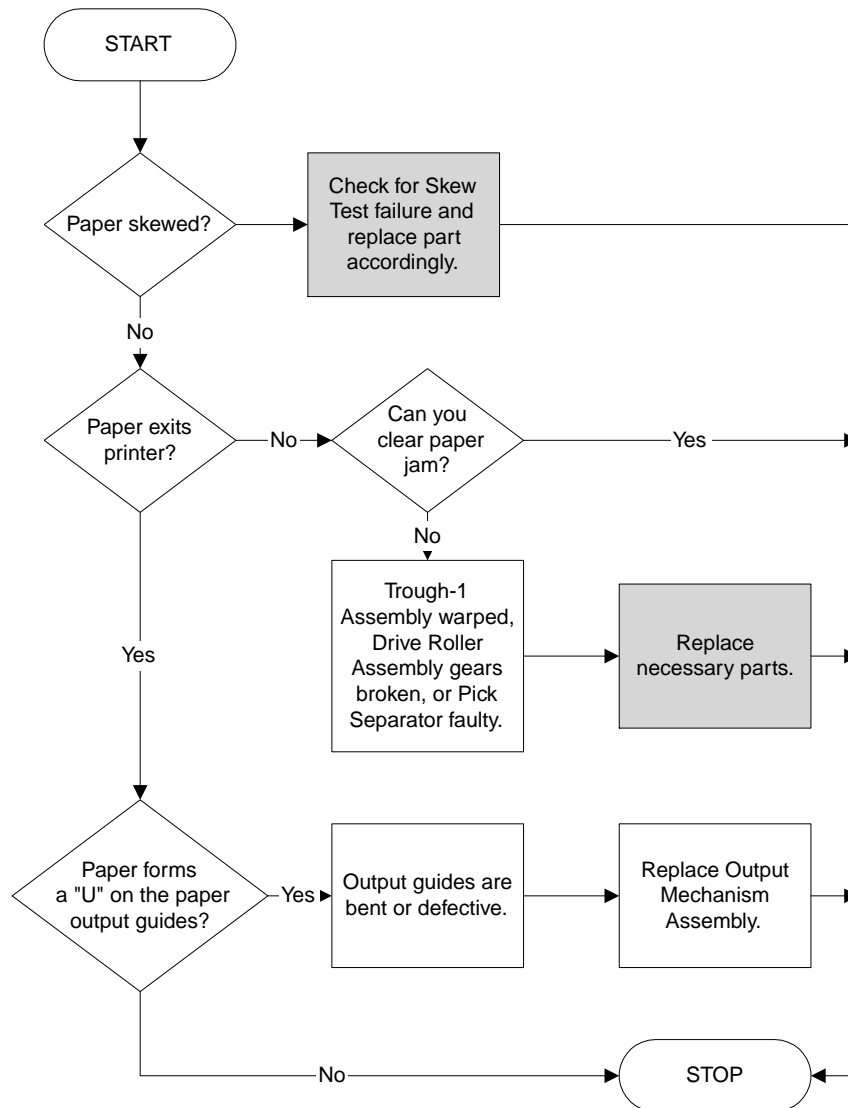 START
Paper skewed?
Check for Skew
Test failure and
replace part
accordingly.
No
Paper exits
printer?
No
Can you
clear paper
jam?
Yes
No
Trough-1
Assembly warped,
Drive Roller
Assembly gears
broken, or Pick
Separator faulty.
Replace
necessary parts.
Yes
Paper forms
a "U" on the paper
output guides?
Yes
Output guides are
bent or defective.
Replace Output
Mechanism
Assembly.
No
STOP